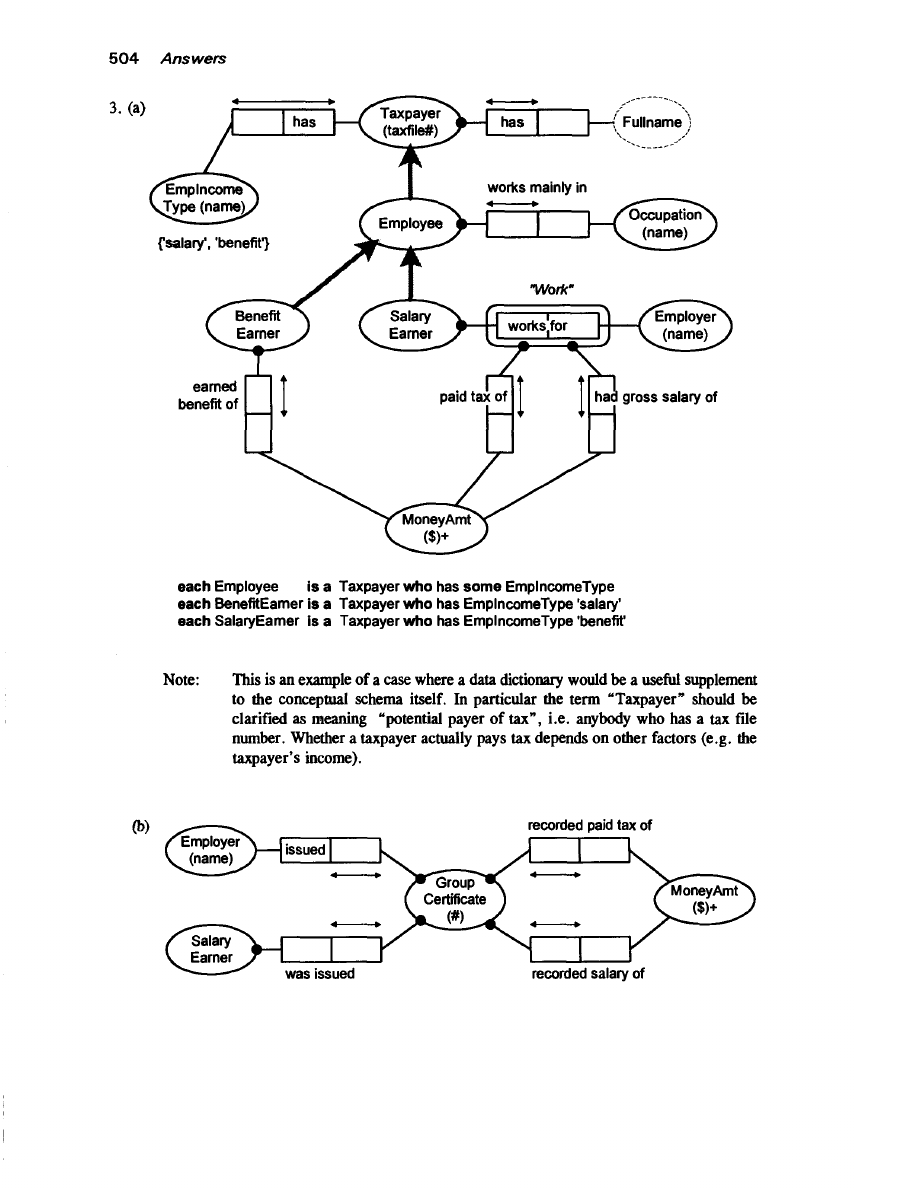 504 Answers
3. (a)
has
Taxpayer
(taxfile#)
has
Fullname
EmpIncome
Type (name)
{'salary', 'benefit'}
works mainly in
Employee
Occupation
(name)
"Work"
Benefit
Earner
Salary
Earner
works for
Employer
(name)
earned
benefit of
paid tax of
had gross salary of
MoneyAmt
($)+
each Employee is a Taxpayer who has some EmpIncomeType
each BenefitEarner is a Taxpayer who has EmpIncomeType 'salary'
each SalaryEarner is a Taxpayer who has EmpIncomeType 'benefit'
Note: This is an example of a case where a data dictionary would be a useful supplement
to the conceptual schema itself. In particular the term "Taxpayer" should be
clarified as meaning "potential payer of tax", i.e. anybody who has a tax file
number. Whether a taxpayer actually pays tax depends on other factors (e.g. the
taxpayer's income).
(b)
Employer
(name)
issued
recorded paid tax of
Group
Certificate
(#)
MoneyAmt
($)+
Salary
Earner
was issued
recorded salary of